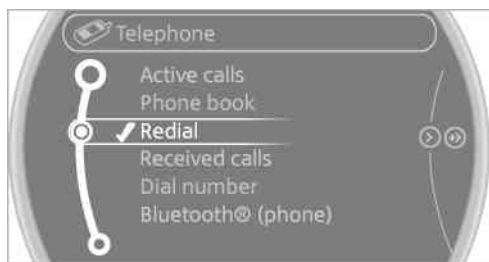 Telephone
Active calls
Phone book
Redial
Received calls
Dial number
Bluetooth® (phone)